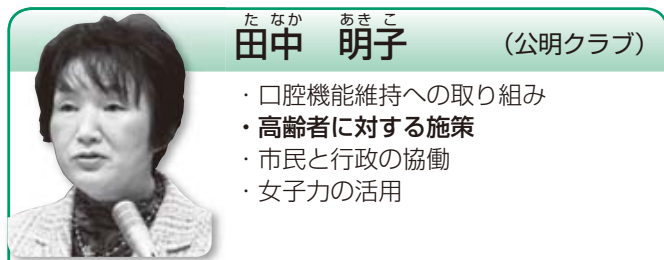 た なか あき こ
田中 明子 （公明クラブ）
・口腔機能維持への取り組み
・高齢者に対する施策
・市民と行政の協働
・女子力の活用